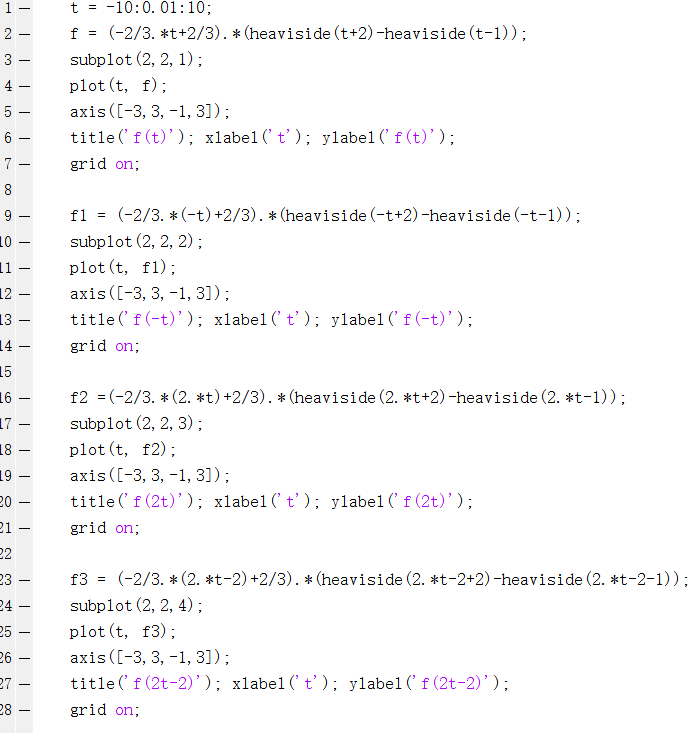 1 — t = -10:0.01:10;
2 — f = (-2/3.*t+2/3).*(heaviside(t+2)-heaviside(t-1));
3 — subplot(2,2,1);
4 — plot(t, f);
5 — axis([-3,3,-1,3]);
6 — title('f(t)'); xlabel('t'); ylabel('f(t)');
7 — grid on;
8
9 — f1 = (-2/3.*(-t)+2/3).*(heaviside(-t+2)-heaviside(-t-1));
10 — subplot(2,2,2);
11 — plot(t, f1);
12 — axis([-3,3,-1,3]);
13 — title('f(-t)'); xlabel('t'); ylabel('f(-t)');
14 — grid on;
15
16 — f2 =(-2/3.*(2.*t)+2/3).*(heaviside(2.*t+2)-heaviside(2.*t-1));
17 — subplot(2,2,3);
18 — plot(t, f2);
19 — axis([-3,3,-1,3]);
20 — title('f(2t)'); xlabel('t'); ylabel('f(2t)');
21 — grid on;
22
23 — f3 = (-2/3.*(2.*t-2)+2/3).*(heaviside(2.*t-2+2)-heaviside(2.*t-2-1));
24 — subplot(2,2,4);
25 — plot(t, f3);
26 — axis([-3,3,-1,3]);
27 — title('f(2t-2)'); xlabel('t'); ylabel('f(2t-2)');
28 — grid on;